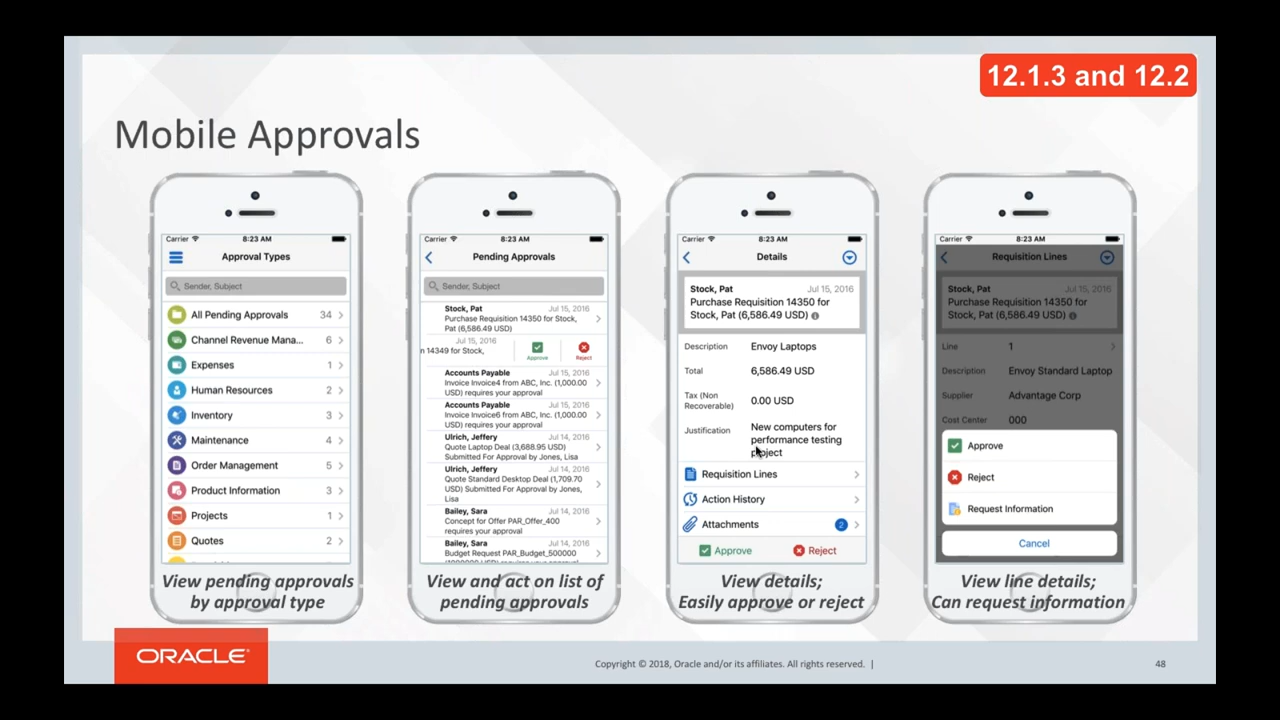 12.1.3 and 12.2
Mobile Approvals
Carrier 8:23 AM
Approval Types
Sender, Subject
All Pending Approvals 34
Channel Revenue Mana... 6
Expenses 1
Human Resources 2
Inventory 3
Maintenance 4
Order Management 5
Product Information 3
Projects 1
Quotes 2
View pending approvals
by approval type
Carrier 8:23 AM
Pending Approvals
Sender, Subject
Stock, Pat Jul 15, 2016
Purchase Requisition 14350 for Stock,
Pat (6,586.49 USD)
Jul 15, 2016
n 14349 for Stock,
Approve Reject
Accounts Payable Jul 15, 2016
Invoice Invoice4 from ABC, Inc. (1,000.00
USD) requires your approval
Accounts Payable Jul 15, 2016
Invoice Invoice6 from ABC, Inc. (1,000.00
USD) requires your approval
Ulrich, Jeffery Jul 14, 2016
Quote Laptop Deal (3,688.95 USD)
Submitted For Approval by Jones, Lisa
Ulrich, Jeffery Jul 14, 2016
Quote Standard Desktop Deal (1,709.70
USD) Submitted For Approval by Jones,
Lisa
Bailey, Sara Jul 14, 2016
Concept for Offer PAR_Offer_400
requires your approval
Bailey, Sara Jul 14, 2016
Budget Request PAR_Budget_500000
View and act on list of
pending approvals
Carrier 8:23 AM
Details
Stock, Pat Jul 15, 2016
Purchase Requisition 14350 for
Stock, Pat (6,586.49 USD)
Description Envoy Laptops
Total 6,586.49 USD
Tax (Non
Recoverable) 0.00 USD
Justification New computers for
performance testing
project
Requisition Lines
Action History
Attachments 2
Approve Reject
View details;
Easily approve or reject
Carrier 8:23 AM
Requisition Lines
Stock, Pat Jul 15, 2016
Purchase Requisition 14350 for
Stock, Pat (6,586.49 USD)
Line 1
Description Envoy Standard Laptop
Supplier Advantage Corp
Cost Center 000
Approve
Reject
Request Information
Cancel
View line details;
Can request information
ORACLE
Copyright © 2018, Oracle and/or its affiliates. All rights reserved. |
48